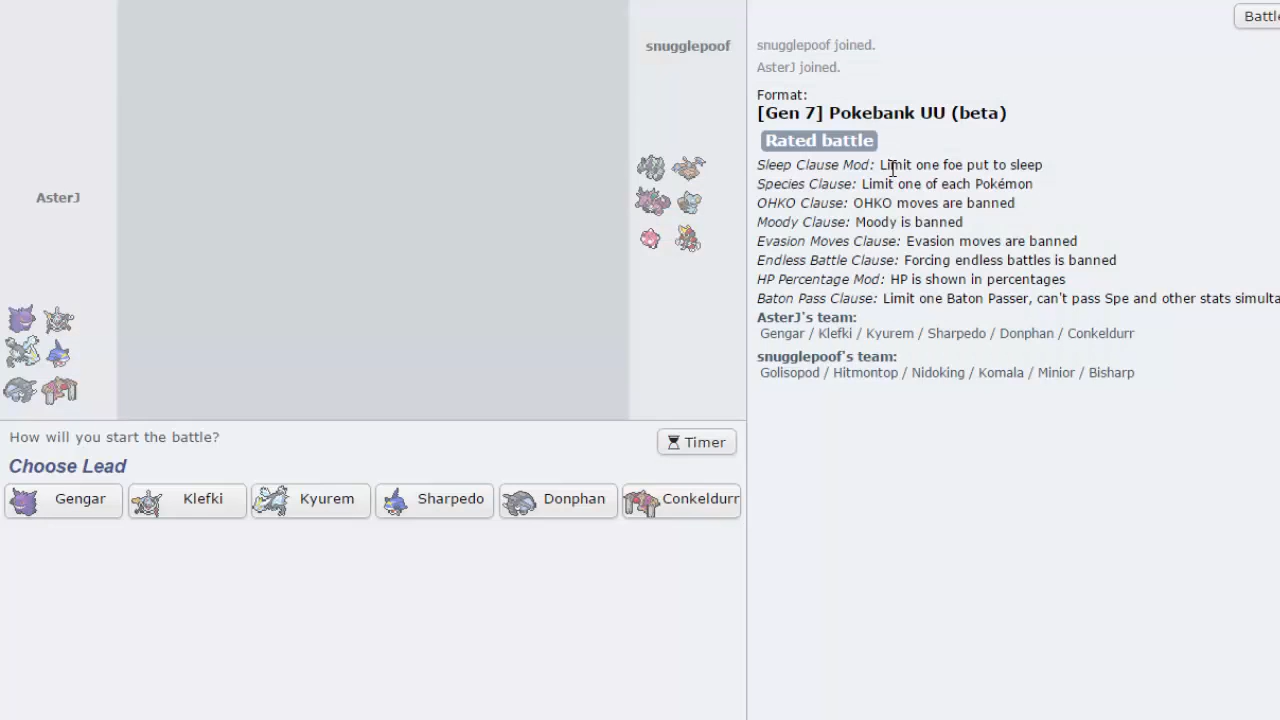 snugglepoof
AsterJ
How will you start the battle?
Timer
Choose Lead
Gengar
Klefki
Kyurem
Sharpedo
Donphan
Conkeldurr
Battle
snugglepoof joined.
AsterJ joined.
Format:
[Gen 7] Pokebank UU (beta)
Rated battle
Sleep Clause Mod: Limit one foe put to sleep
Species Clause: Limit one of each Pokémon
OHKO Clause: OHKO moves are banned
Moody Clause: Moody is banned
Evasion Moves Clause: Evasion moves are banned
Endless Battle Clause: Forcing endless battles is banned
HP Percentage Mod: HP is shown in percentages
Baton Pass Clause: Limit one Baton Passer, can't pass Spe and other stats simulta
AsterJ's team:
Gengar / Klefki / Kyurem / Sharpedo / Donphan / Conkeldurr
snugglepoof's team:
Golisopod / Hitmontop / Nidoking / Komala / Minior / Bisharp